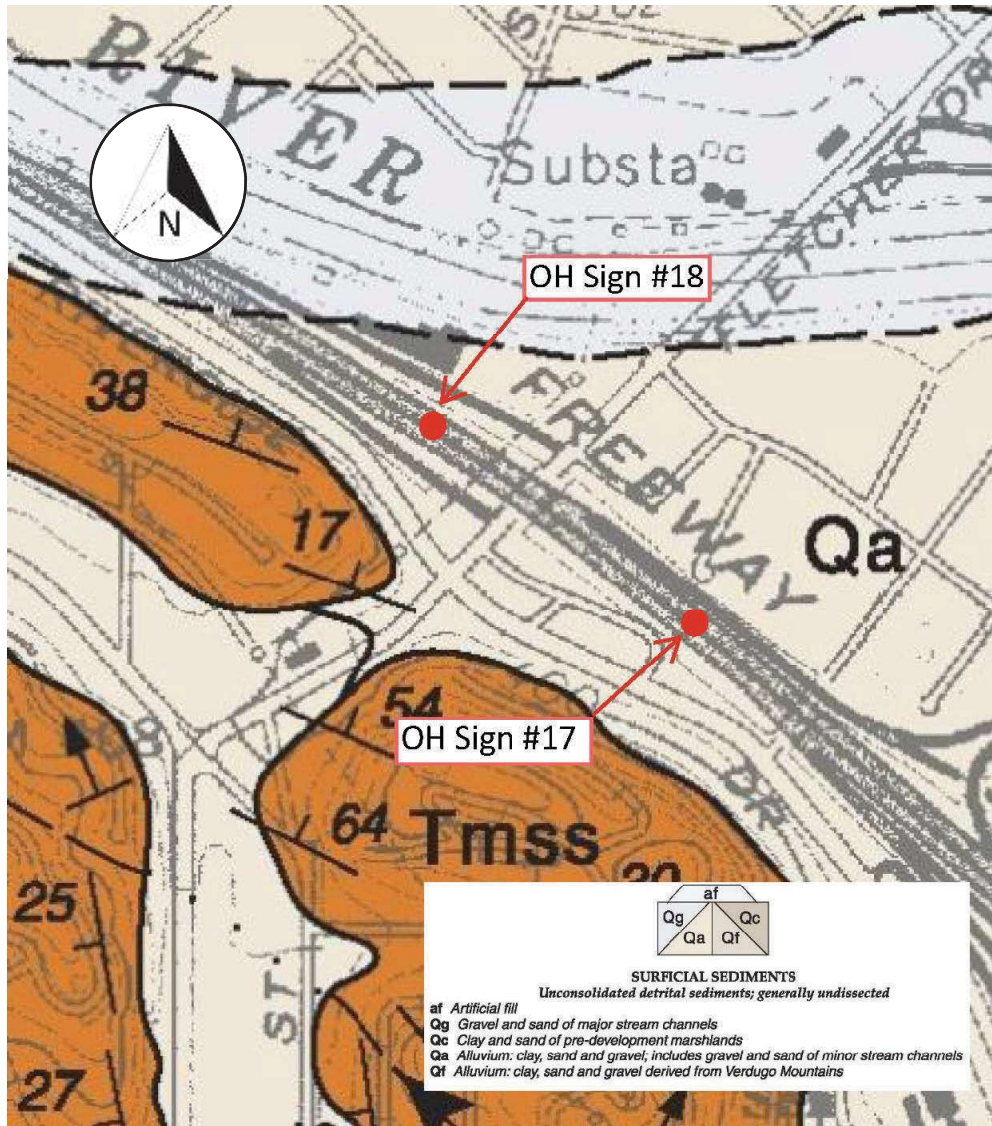 RIVER
Substa
FLETCHER
OH Sign #18
FREEWAY
38
17
Qa
N
54
OH Sign #17
DR
64
Tmss
25
20
ST
27
af
Qg
Qc
Qa
Qf
SURFICIAL SEDIMENTS
Unconsolidated detrital sediments; generally undissected
af Artificial fill
Qg Gravel and sand of major stream channels
Qc Clay and sand of pre-development marshlands
Qa Alluvium: clay, sand and gravel; includes gravel and sand of minor stream channels
Qf Alluvium: clay, sand and gravel derived from Verdugo Mountains